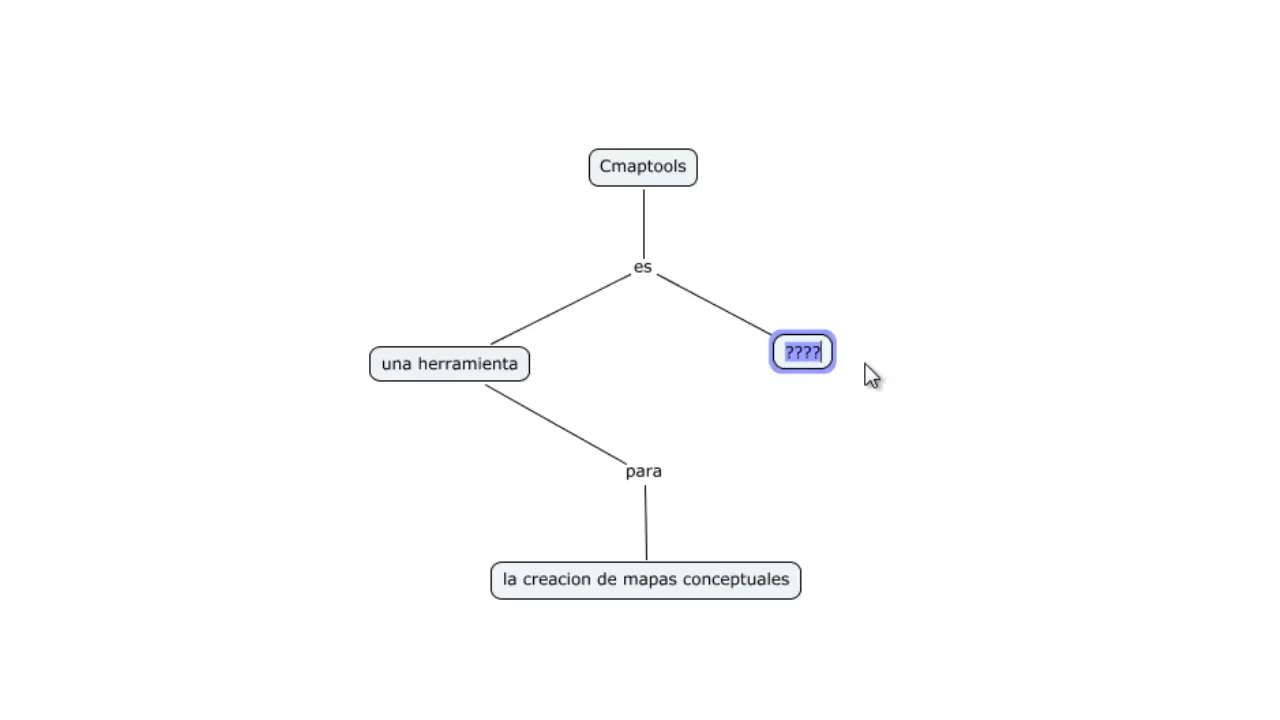 Cmaptools
es
una herramienta
????
para
la creacion de mapas conceptuales